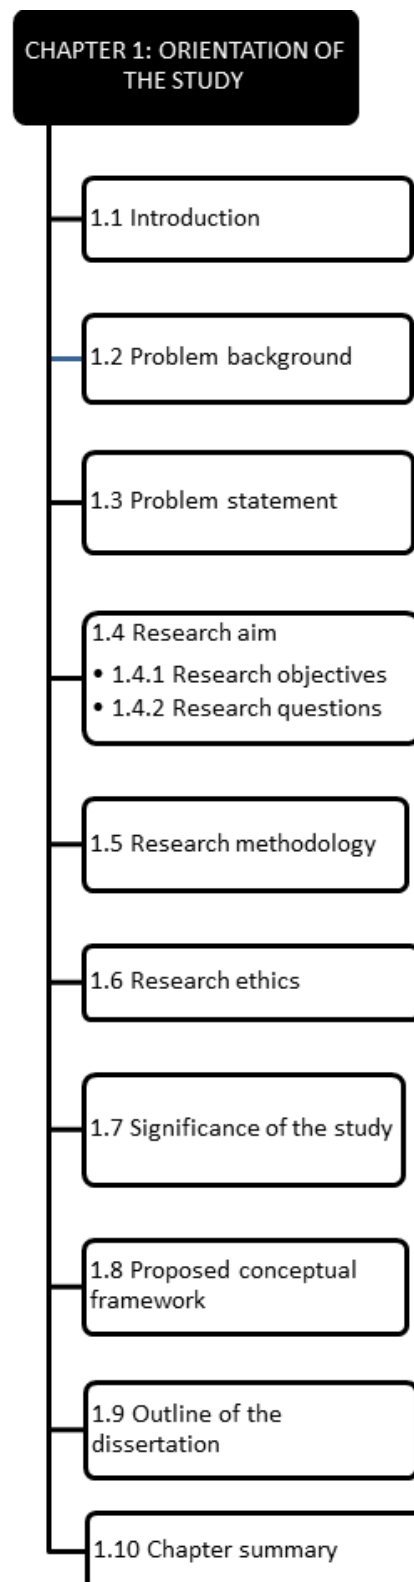 CHAPTER 1: ORIENTATION OF
THE STUDY
1.1 Introduction
1.2 Problem background
1.3 Problem statement
1.4 Research aim
• 1.4.1 Research objectives
• 1.4.2 Research questions
1.5 Research methodology
1.6 Research ethics
1.7 Significance of the study
1.8 Proposed conceptual
framework
1.9 Outline of the
dissertation
1.10 Chapter summary